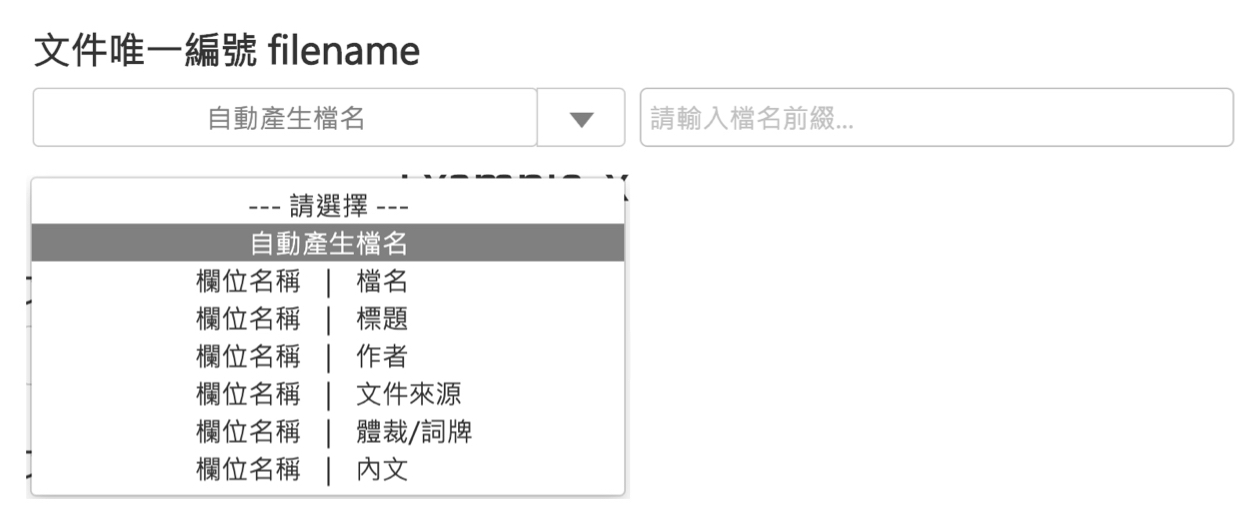 文件唯一編號 filename
自動產生檔名 請輸入檔名前綴...
--- 請選擇 ---
自動產生檔名
欄位名稱 | 檔名
欄位名稱 | 標題
欄位名稱 | 作者
欄位名稱 | 文件來源
欄位名稱 | 體裁/詞牌
欄位名稱 | 內文